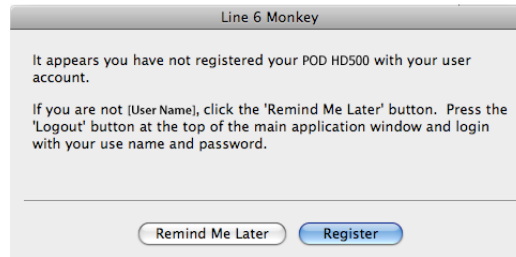 Line 6 Monkey
It appears you have not registered your POD HD500 with your user
account.
If you are not [User Name], click the 'Remind Me Later' button. Press the
'Logout' button at the top of the main application window and login
with your use name and password.
Remind Me Later
Register